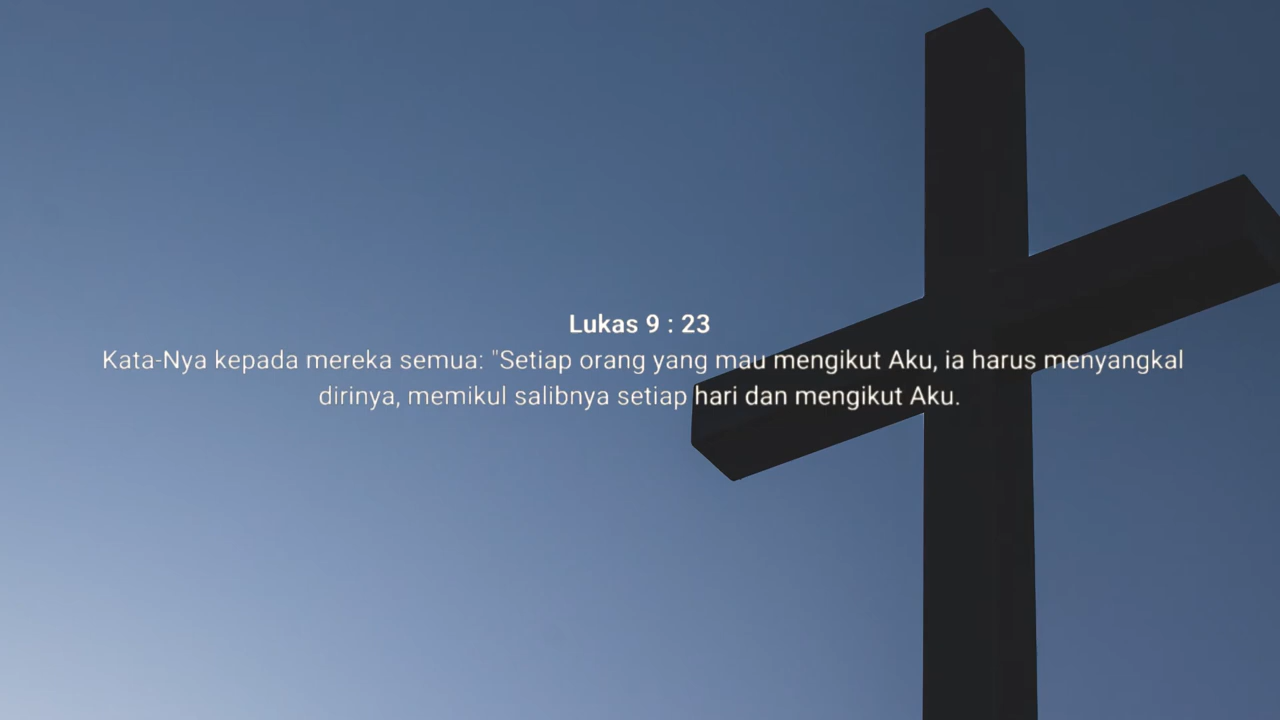 Lukas 9 : 23
Kata-Nya kepada mereka semua: "Setiap orang yang mau mengikut Aku, ia harus menyangkal
dirinya, memikul salibnya setiap hari dan mengikut Aku.